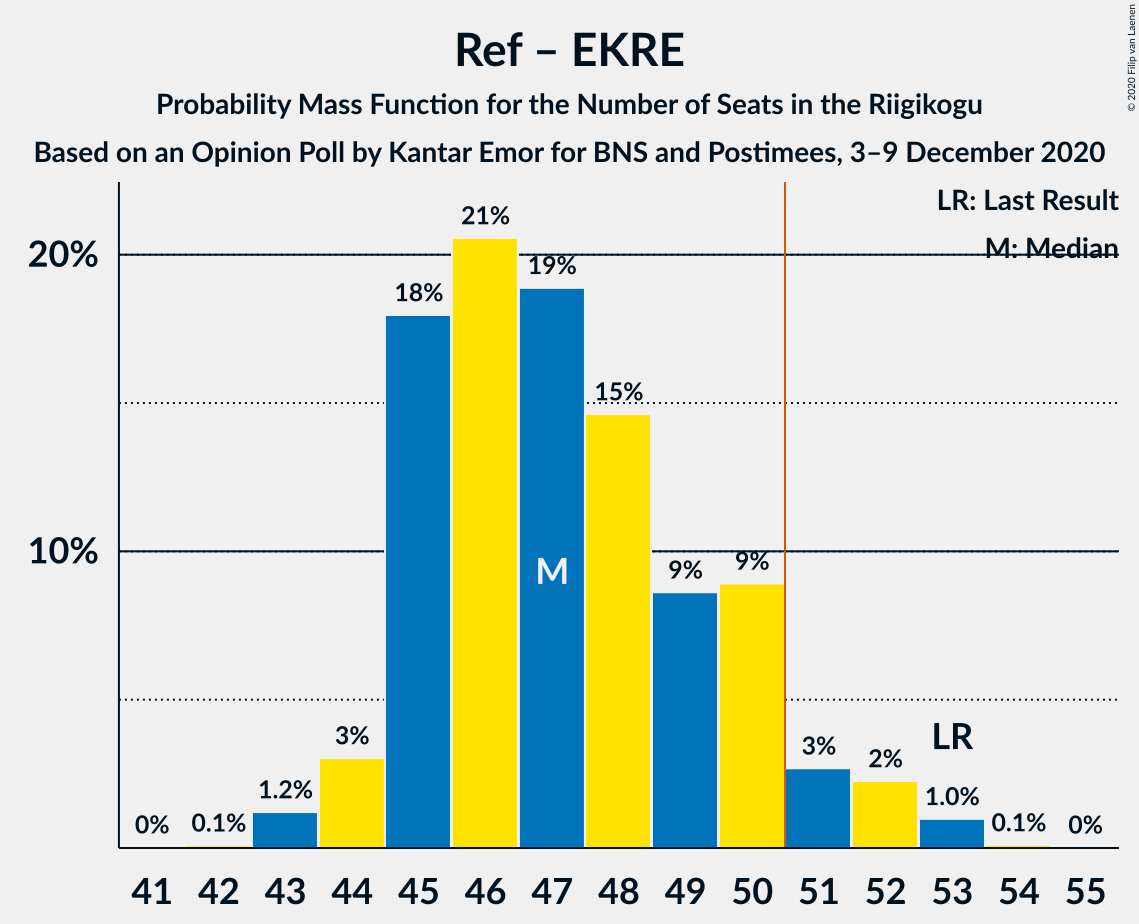 Ref – EKRE
Probability Mass Function for the Number of Seats in the Riigikogu
Based on an Opinion Poll by Kantar Emor for BNS and Postimees, 3–9 December 2020
© 2020 Filip van Laenen
LR: Last Result
M: Median
20%
10%
0%
0.1%
1.2%
3%
18%
21%
19%
15%
9%
9%
3%
2%
1.0%
0.1%
0%
M
LR
41 42 43 44 45 46 47 48 49 50 51 52 53 54 55